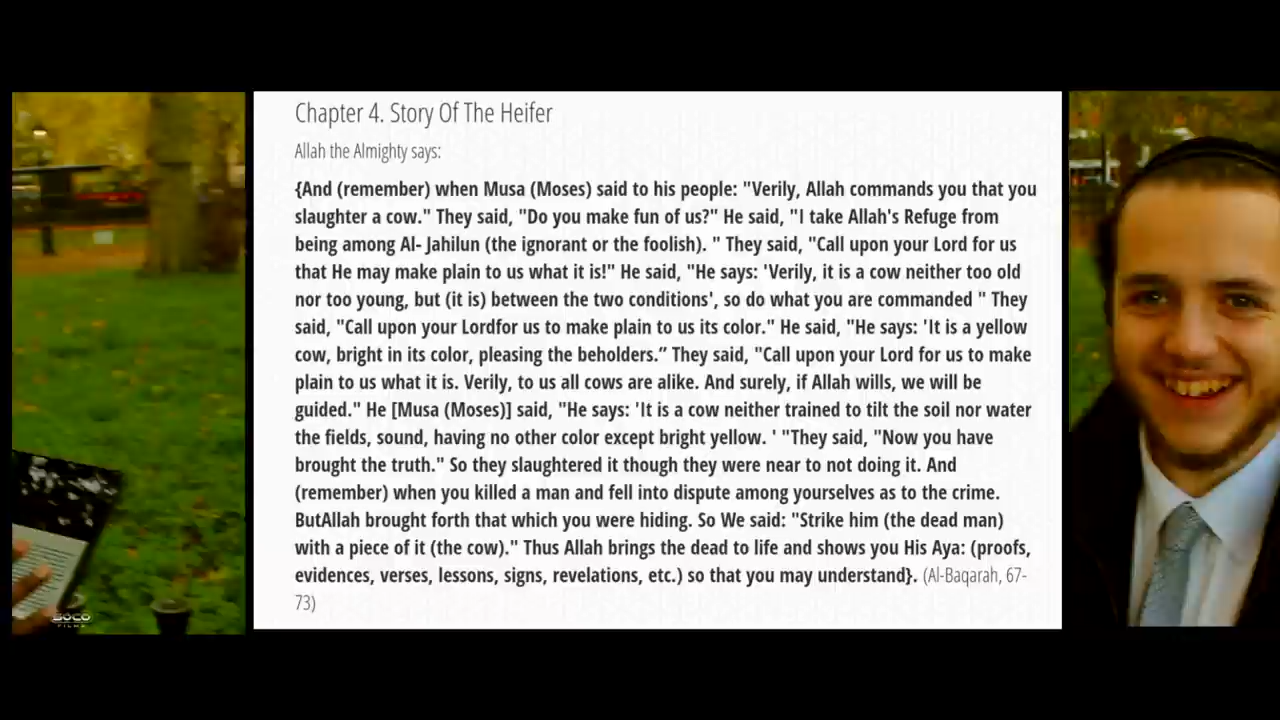 Chapter 4. Story Of The Heifer
Allah the Almighty says:
{And (remember) when Musa (Moses) said to his people: "Verily, Allah commands you that you
slaughter a cow." They said, "Do you make fun of us?" He said, "I take Allah's Refuge from
being among Al- Jahilun (the ignorant or the foolish). " They said, "Call upon your Lord for us
that He may make plain to us what it is!" He said, "He says: 'Verily, it is a cow neither too old
nor too young, but (it is) between the two conditions', so do what you are commanded " They
said, "Call upon your Lordfor us to make plain to us its color." He said, "He says: 'It is a yellow
cow, bright in its color, pleasing the beholders.” They said, "Call upon your Lord for us to make
plain to us what it is. Verily, to us all cows are alike. And surely, if Allah wills, we will be
guided." He [Musa (Moses)] said, "He says: 'It is a cow neither trained to tilt the soil nor water
the fields, sound, having no other color except bright yellow. ' "They said, "Now you have
brought the truth." So they slaughtered it though they were near to not doing it. And
(remember) when you killed a man and fell into dispute among yourselves as to the crime.
ButAllah brought forth that which you were hiding. So We said: "Strike him (the dead man)
with a piece of it (the cow)." Thus Allah brings the dead to life and shows you His Aya: (proofs,
evidences, verses, lessons, signs, revelations, etc.) so that you may understand}. (Al-Baqarah, 67-
73)
SOCO
FILMS